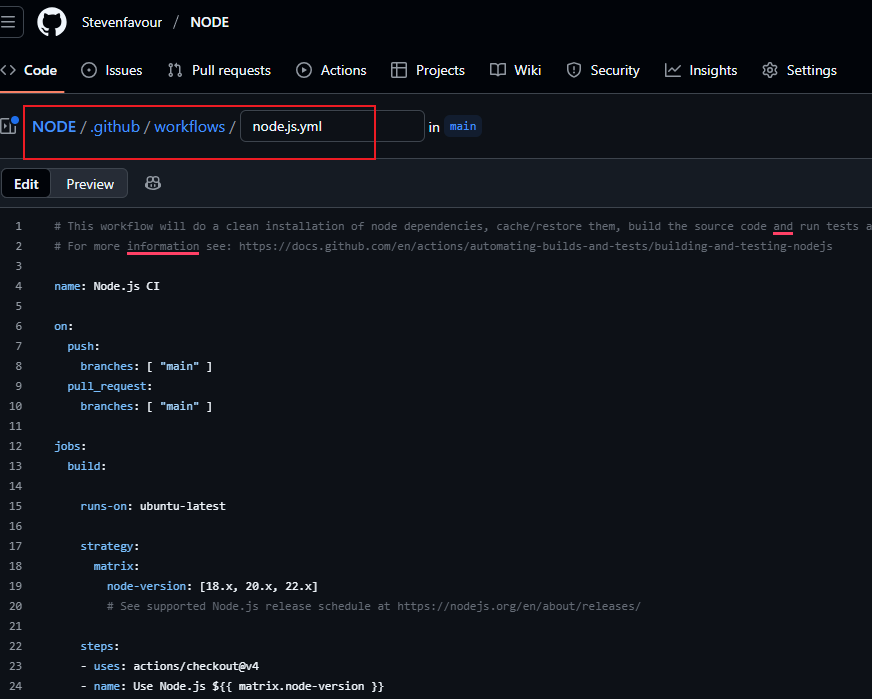 Stevenfavour / NODE
<> Code Issues Pull requests Actions Projects Wiki Security Insights Settings
NODE / .github / workflows / node.js.yml in main
Edit Preview
1 # This workflow will do a clean installation of node dependencies, cache/restore them, build the source code and run tests a
2 # For more information see: https://docs.github.com/en/actions/automating-builds-and-tests/building-and-testing-nodejs
3
4 name: Node.js CI
5
6 on:
7 push:
8 branches: [ "main" ]
9 pull_request:
10 branches: [ "main" ]
11
12 jobs:
13 build:
14
15 runs-on: ubuntu-latest
16
17 strategy:
18 matrix:
19 node-version: [18.x, 20.x, 22.x]
20 # See supported Node.js release schedule at https://nodejs.org/en/about/releases/
21
22 steps:
23 - uses: actions/checkout@v4
24 - name: Use Node.js ${{ matrix.node-version }}